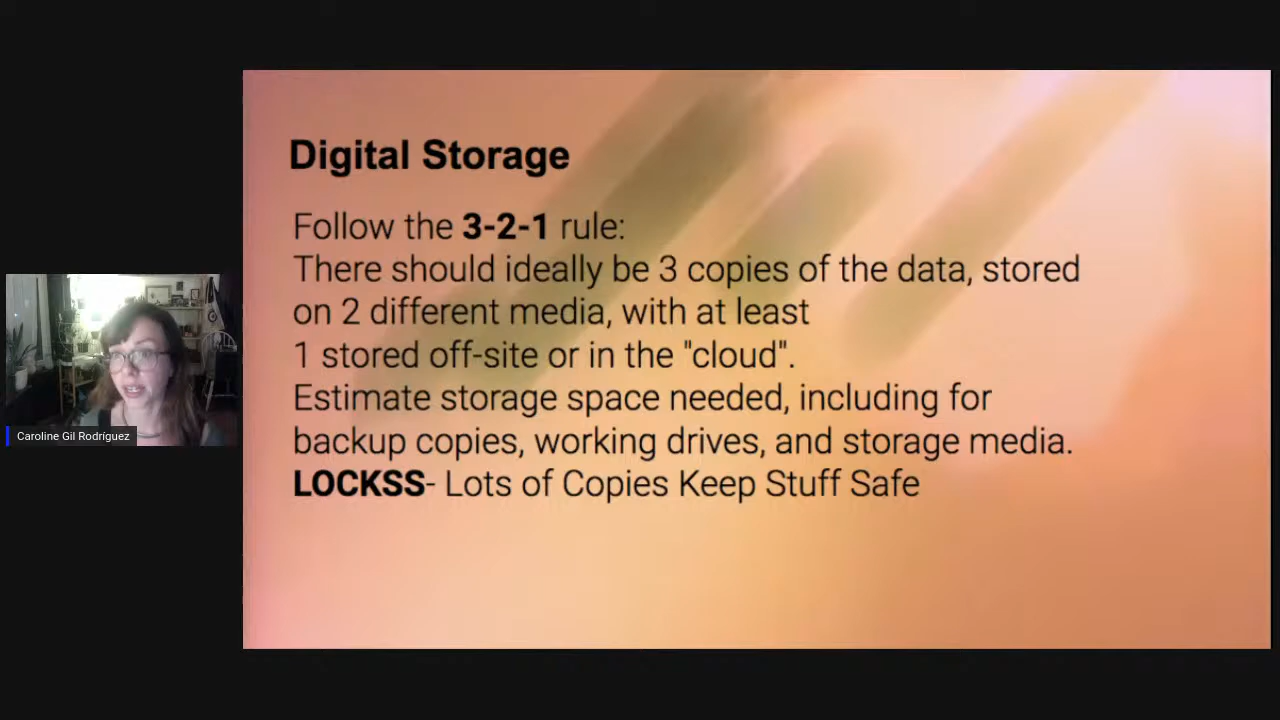 Digital Storage
Follow the 3-2-1 rule:
There should ideally be 3 copies of the data, stored
on 2 different media, with at least
1 stored off-site or in the "cloud".
Estimate storage space needed, including for
backup copies, working drives, and storage media.
LOCKSS- Lots of Copies Keep Stuff Safe
Caroline Gil Rodríguez